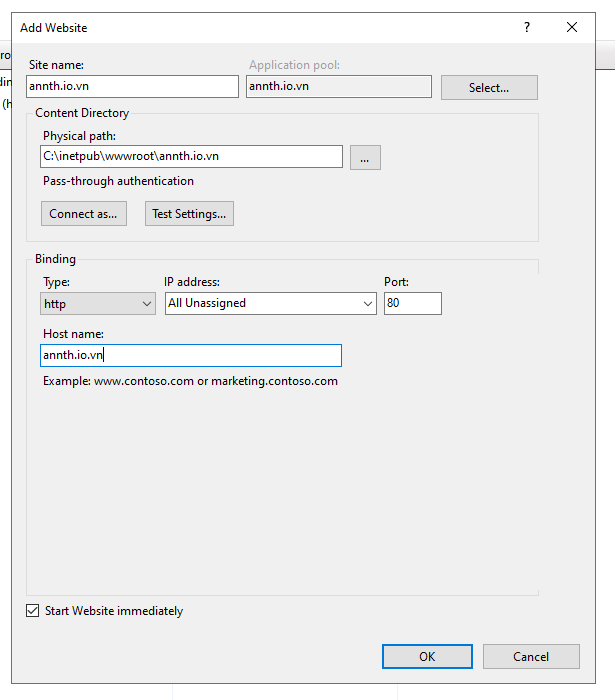 Add Website
?
Site name:
Application pool:
annth.io.vn
annth.io.vn
Select...
Content Directory
Physical path:
C:\inetpub\wwwroot\annth.io.vn
...
Pass-through authentication
Connect as...
Test Settings...
Binding
Type:
IP address:
Port:
http
All Unassigned
80
Host name:
annth.io.vn
Example: www.contoso.com or marketing.contoso.com
Start Website immediately
OK
Cancel